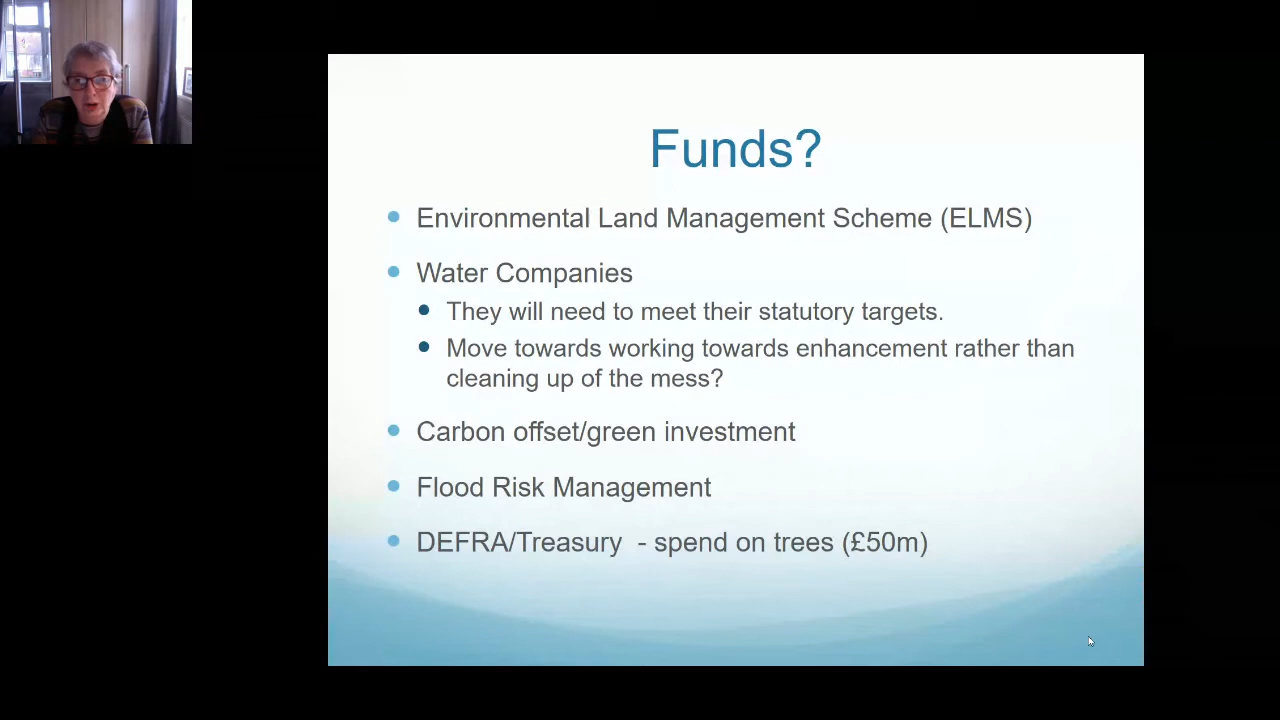 Funds?
Environmental Land Management Scheme (ELMS)
Water Companies
They will need to meet their statutory targets.
Move towards working towards enhancement rather than
cleaning up of the mess?
Carbon offset/green investment
Flood Risk Management
DEFRA/Treasury - spend on trees (£50m)